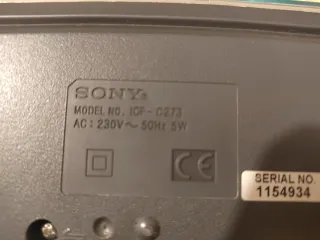 SONY®
MODEL NO. ICF-C273
AC: 230V ~ 50Hz 5W
CE
SERIAL NO.
1154934